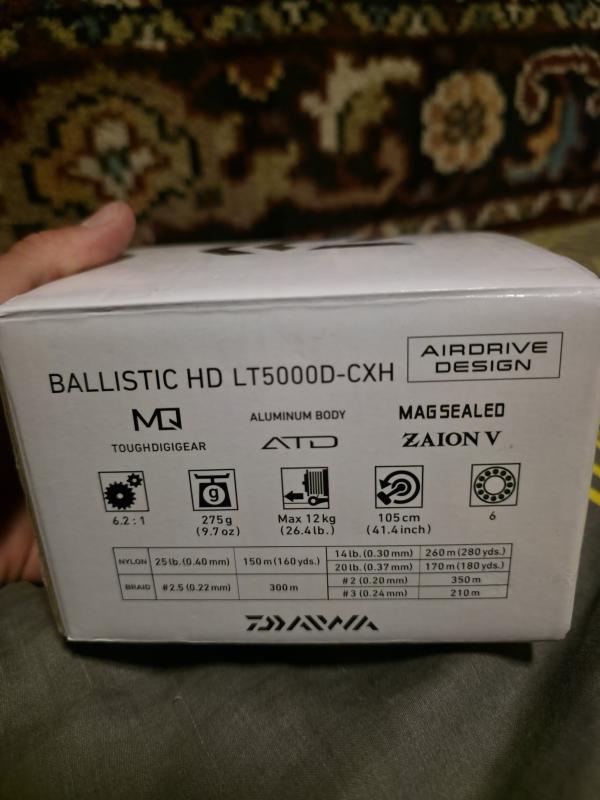 BALLISTIC HD LT5000D-CXH
AIRDRIVE
DESIGN
MQ
ALUMINUM BODY
MAGSEALED
TOUGHDIGIGEAR
ATD
ZAION V
g
6.2 : 1
275g
(9.7oz)
Max 12kg
(26.4lb.)
105cm
(41.4inch)
6
NYLON 25lb. (0.40mm) 150m (160yds.) 14lb. (0.30mm) 260m (280yds.)
20lb. (0.37mm) 170m (180yds.)
BRAID #2.5 (0.22mm) 300m #2 (0.20mm) 350m
#3 (0.24mm) 210m
DAIWA